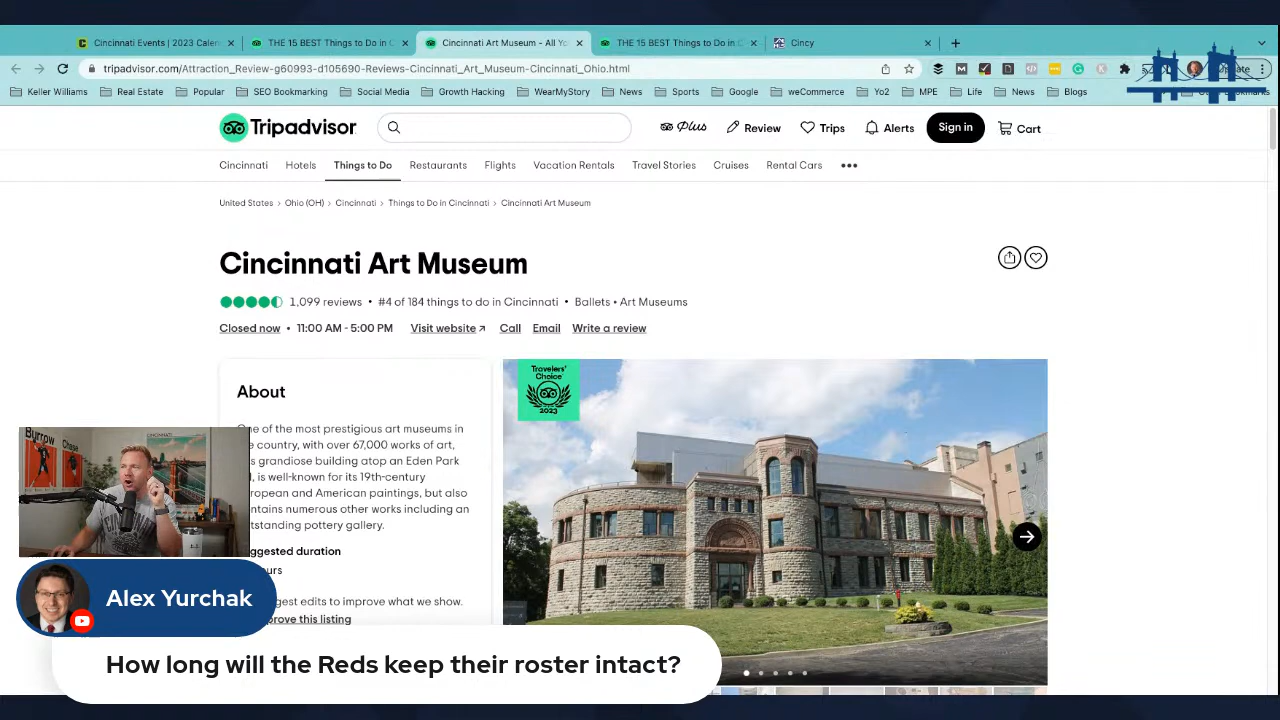 Cincinnati Events | 2023 Calen
THE 15 BEST Things to Do in C
Cincinnati Art Museum - All Yo
THE 15 BEST Things to Do in C
Cincy
tripadvisor.com/Attraction_Review-g60993-d105690-Reviews-Cincinnati_Art_Museum-Cincinnati_Ohio.html
Keller Williams Real Estate Popular SEO Bookmarking Social Media Growth Hacking WearMyStory News Sports Google weCommerce Yo2 MPE Life News Blogs
Tripadvisor
Plus Review Trips Alerts Sign in Cart
Cincinnati Hotels Things to Do Restaurants Flights Vacation Rentals Travel Stories Cruises Rental Cars
United States > Ohio (OH) > Cincinnati > Things to Do in Cincinnati > Cincinnati Art Museum
Cincinnati Art Museum
1,099 reviews • #4 of 184 things to do in Cincinnati • Ballets • Art Museums
Closed now • 11:00 AM - 5:00 PM Visit website Call Email Write a review
About
Travelers'
Choice
2023
of the most prestigious art museums in
country, with over 67,000 works of art,
grandiose building atop an Eden Park
is well-known for its 19th-century
and American paintings, but also
numerous other works including an
pottery gallery.
duration
edits to improve what we show.
this listing
Burrow
Chase
Alex Yurchak
How long will the Reds keep their roster intact?